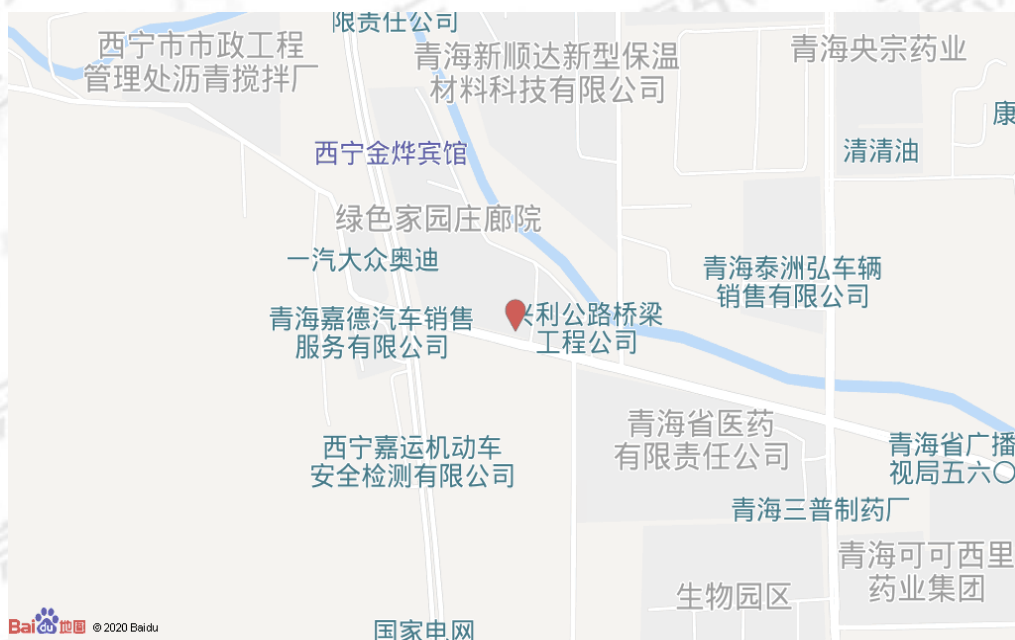 限责任公司
西宁市市政工程
管理处沥青搅拌厂
青海新顺达新型保温
材料科技有限公司
青海央宗药业
康
清清油
西宁金烨宾馆
绿色家园庄廊院
一汽大众奥迪
青海泰洲弘车辆
销售有限公司
青海嘉德汽车销售
服务有限公司
兴利公路桥梁
工程公司
青海省医药
有限责任公司
青海省广播
视局五六〇
西宁嘉运机动车
安全检测有限公司
青海三普制药厂
青海可可西里
药业集团
生物园区
国家电网
Bai du 地图 © 2020 Baidu